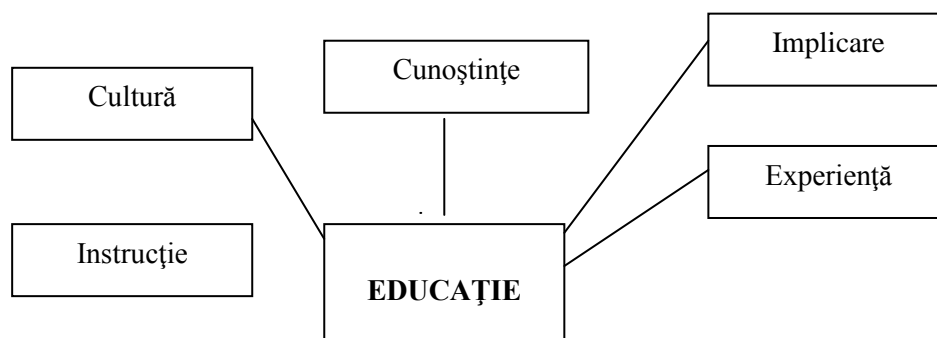 Implicare
Cunoştinţe
Cultură
Experienţă
Instrucţie
EDUCAŢIE